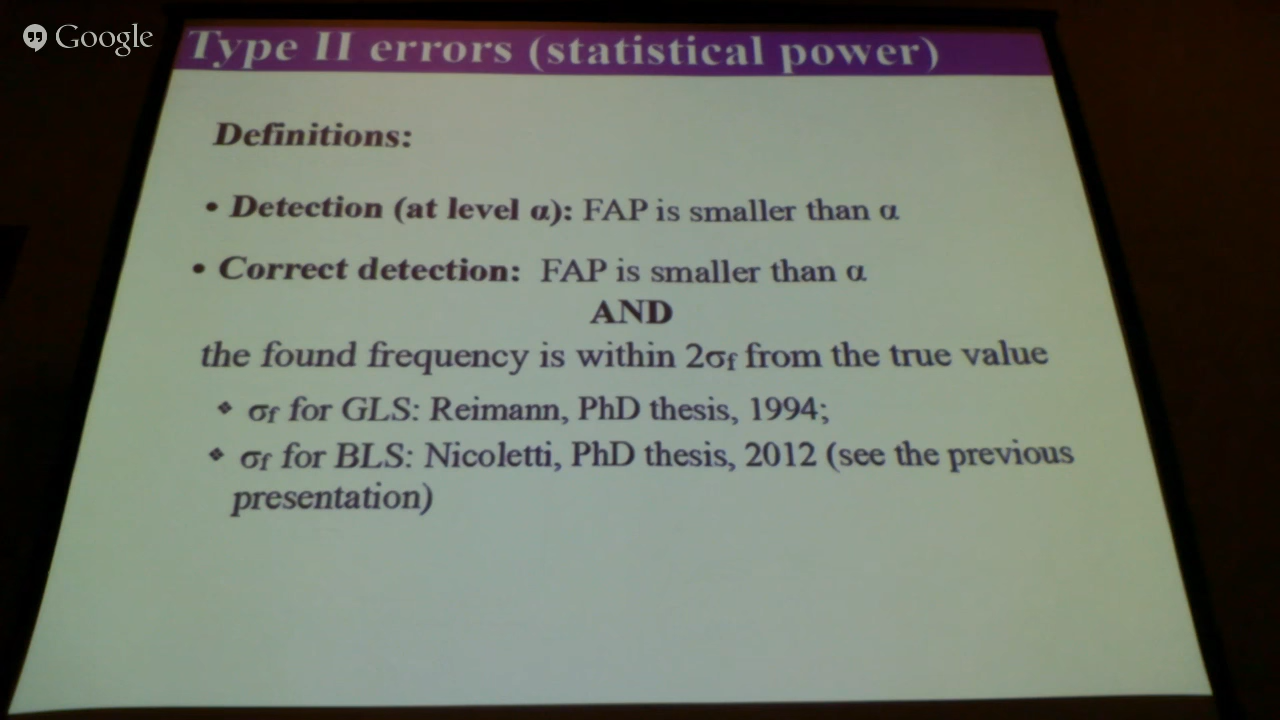 Google
Type II errors (statistical power)
Definitions:
• Detection (at level α): FAP is smaller than α
• Correct detection: FAP is smaller than α
AND
the found frequency is within 2σf from the true value
❖ σf for GLS: Reimann, PhD thesis, 1994;
❖ σf for BLS: Nicoletti, PhD thesis, 2012 (see the previous
presentation)